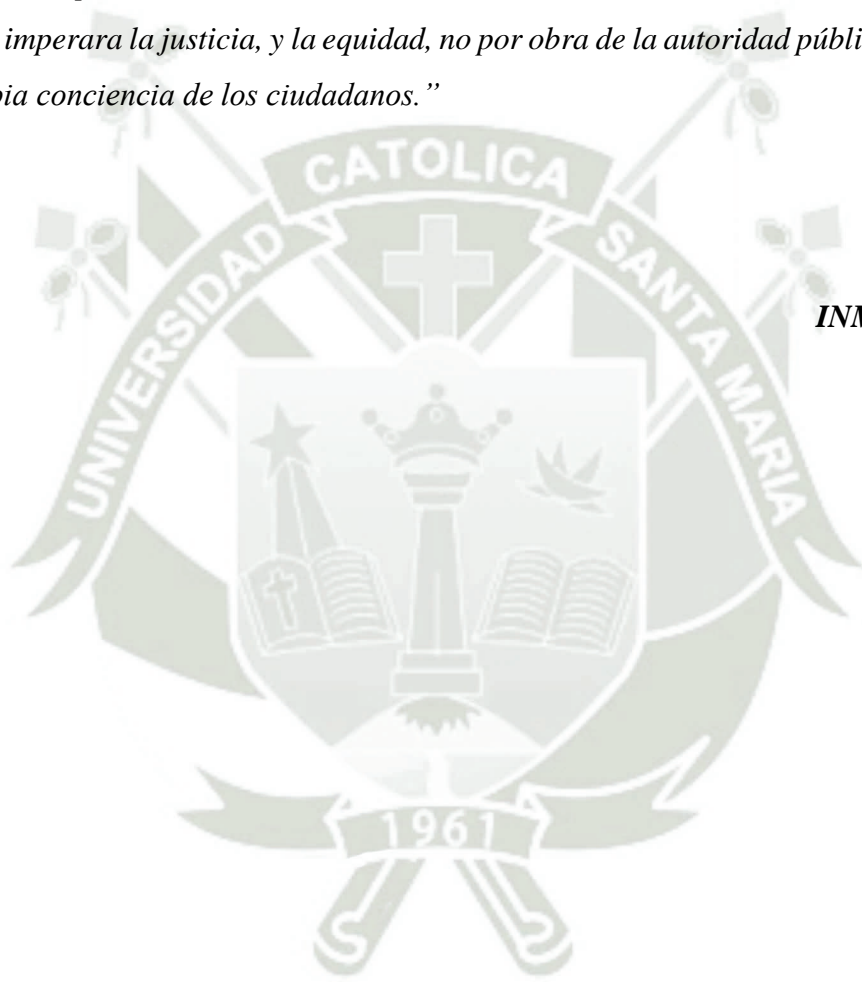 imperara la justicia, y la equidad, no por obra de la autoridad públi
pia conciencia de los ciudadanos.”
CATOLICA
UNIVERSIDAD
SANTA MARIA
INM
1961